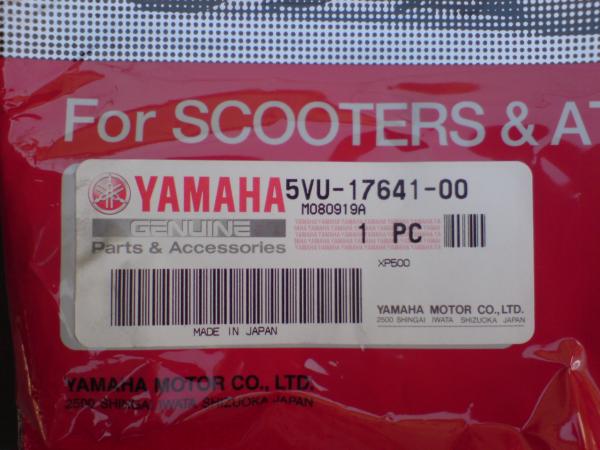 For SCOOTERS & AT
YAMAHA 5VU-17641-00
M080919A
GENUINE
Parts & Accessories
1 PC
XP500
MADE IN JAPAN
YAMAHA MOTOR CO., LTD.
2500 SHINGAI IWATA SHIZUOKA JAPAN
YAMAHA MOTOR CO., LTD.
2500 SHINGAI, IWATA SHIZUOKA JAPAN